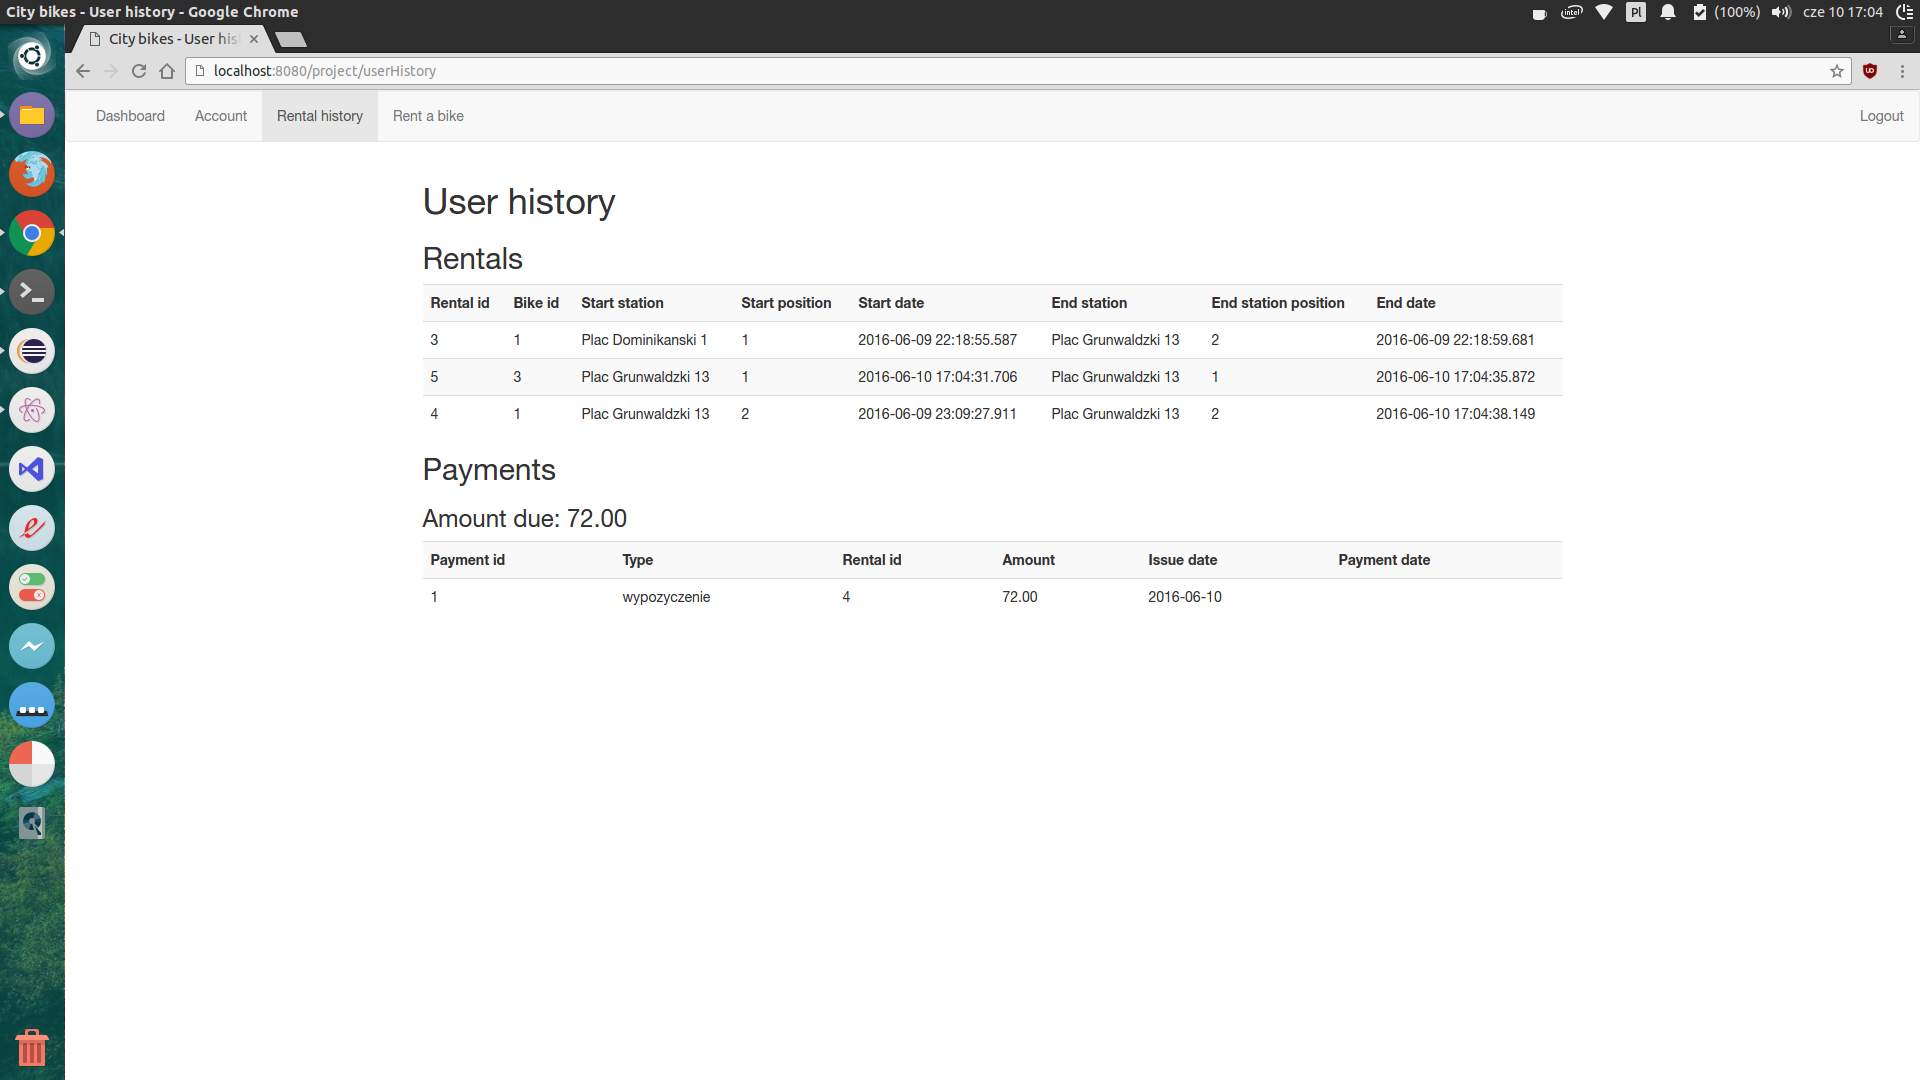 City bikes - User history - Google Chrome
intel Pl (100%) cze 10 17:04
City bikes - User his
localhost:8080/project/userHistory
Dashboard Account Rental history Rent a bike Logout
User history
Rentals
Rental id Bike id Start station Start position Start date End station End station position End date
3 1 Plac Dominikanski 1 1 2016-06-09 22:18:55.587 Plac Grunwaldzki 13 2 2016-06-09 22:18:59.681
5 3 Plac Grunwaldzki 13 1 2016-06-10 17:04:31.706 Plac Grunwaldzki 13 1 2016-06-10 17:04:35.872
4 1 Plac Grunwaldzki 13 2 2016-06-09 23:09:27.911 Plac Grunwaldzki 13 2 2016-06-10 17:04:38.149
Payments
Amount due: 72.00
Payment id Type Rental id Amount Issue date Payment date
1 wypozyczenie 4 72.00 2016-06-10